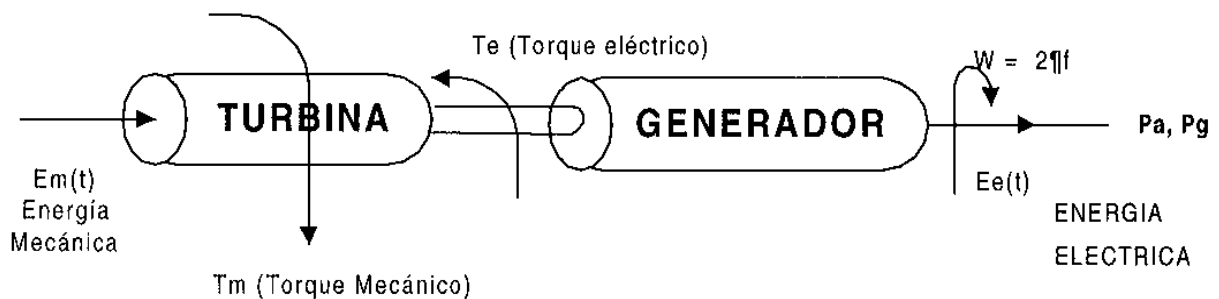 Te (Torque eléctrico)
W = 2¶f
TURBINA
GENERADOR
Pa, Pg
Em(t)
Energía
Mecánica
Ee(t)
ENERGIA
ELECTRICA
Tm (Torque Mecánico)